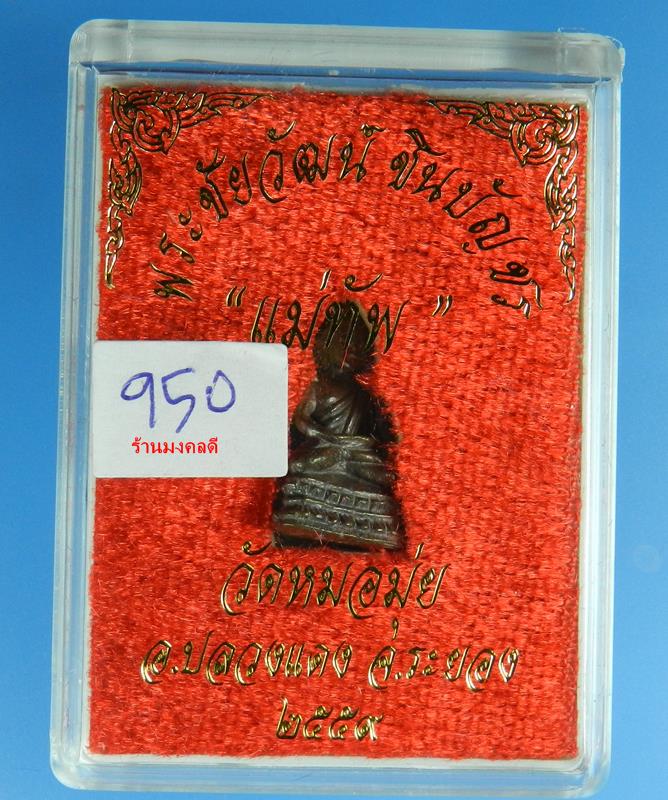 พระชัยวัฒน์ ชินบัญชร
"แม่ทัพ"
950
ร้านมงคลดี
วัดหมอมุ่ย
อ.ปลวงแดง จ.ระยอง
๒๕๕๙